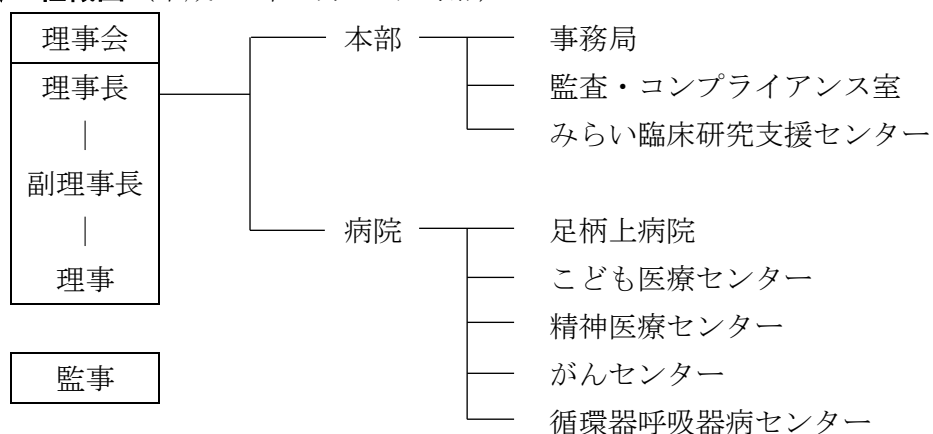 理事会
理事長
｜
副理事長
｜
理事
監事
本部
事務局
監査・コンプライアンス室
みらい臨床研究支援センター
病院
足柄上病院
こども医療センター
精神医療センター
がんセンター
循環器呼吸器病センター